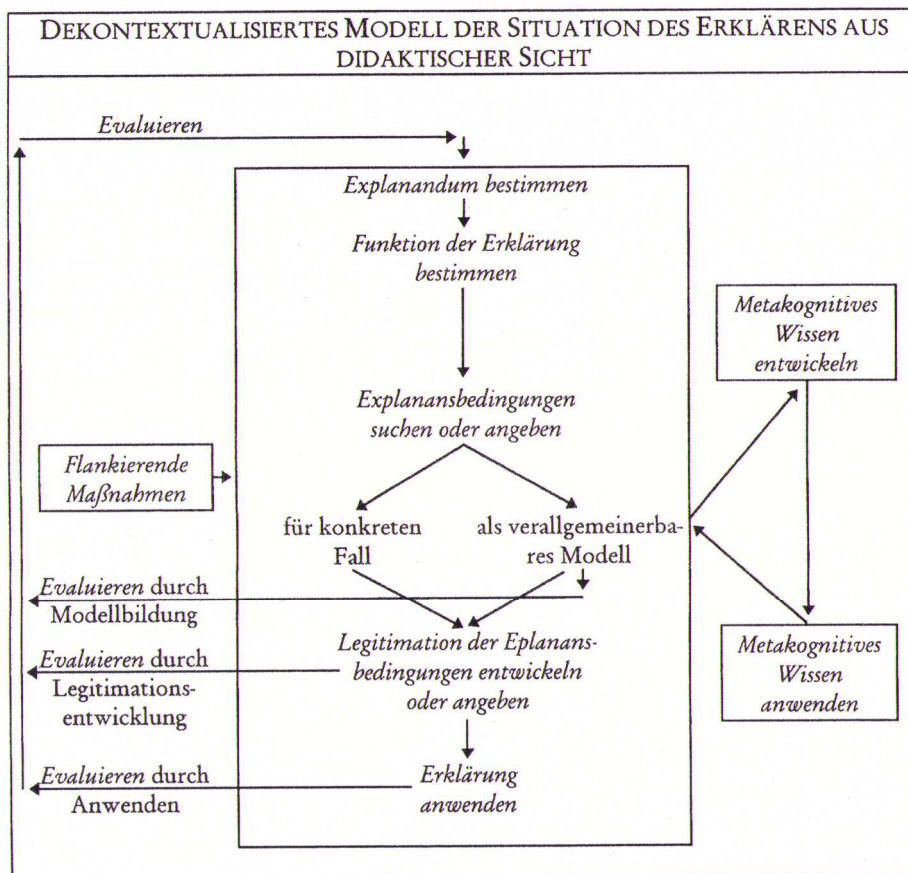 DEKONTEXTUALISIERTES MODELL DER SITUATION DES ERKLÄRENS AUS
DIDAKTISCHER SICHT
Evaluieren
Explanandum bestimmen
Funktion der Erklärung
bestimmen
Metakognitives
Wissen
entwickeln
Explanansbedingungen
suchen oder angeben
Flankierende
Maßnahmen
für konkreten
Fall
als verallgemeinerba-
res Modell
Evaluieren durch
Modellbildung
Legitimation der Eplanans-
bedingungen entwickeln
oder angeben
Evaluieren durch
Legitimations-
entwicklung
Metakognitives
Wissen
anwenden
Erklärung
anwenden
Evaluieren durch
Anwenden